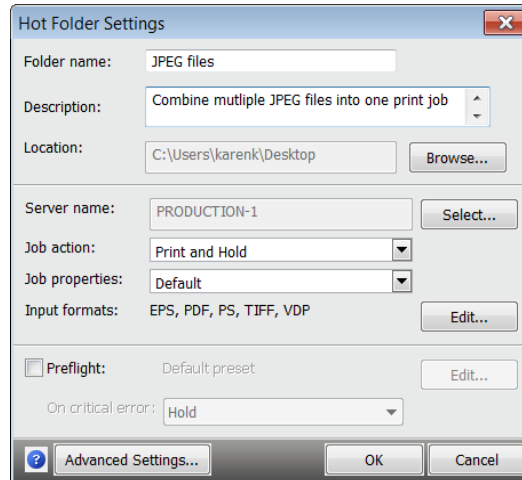 Hot Folder Settings
Folder name: JPEG files
Description: Combine mutliple JPEG files into one print job
Location: C:\Users\karenk\Desktop Browse...
Server name: PRODUCTION-1 Select...
Job action: Print and Hold
Job properties: Default
Input formats: EPS, PDF, PS, TIFF, VDP Edit...
Preflight: Default preset Edit...
On critical error: Hold
? Advanced Settings... OK Cancel